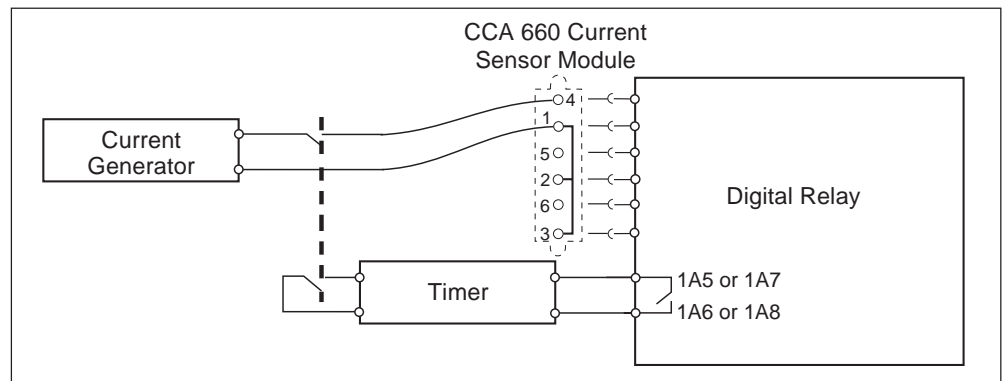 CCA 660 Current
Sensor Module
4
1
5
2
6
3
Current
Generator
Digital Relay
Timer
1A5 or 1A7
1A6 or 1A8